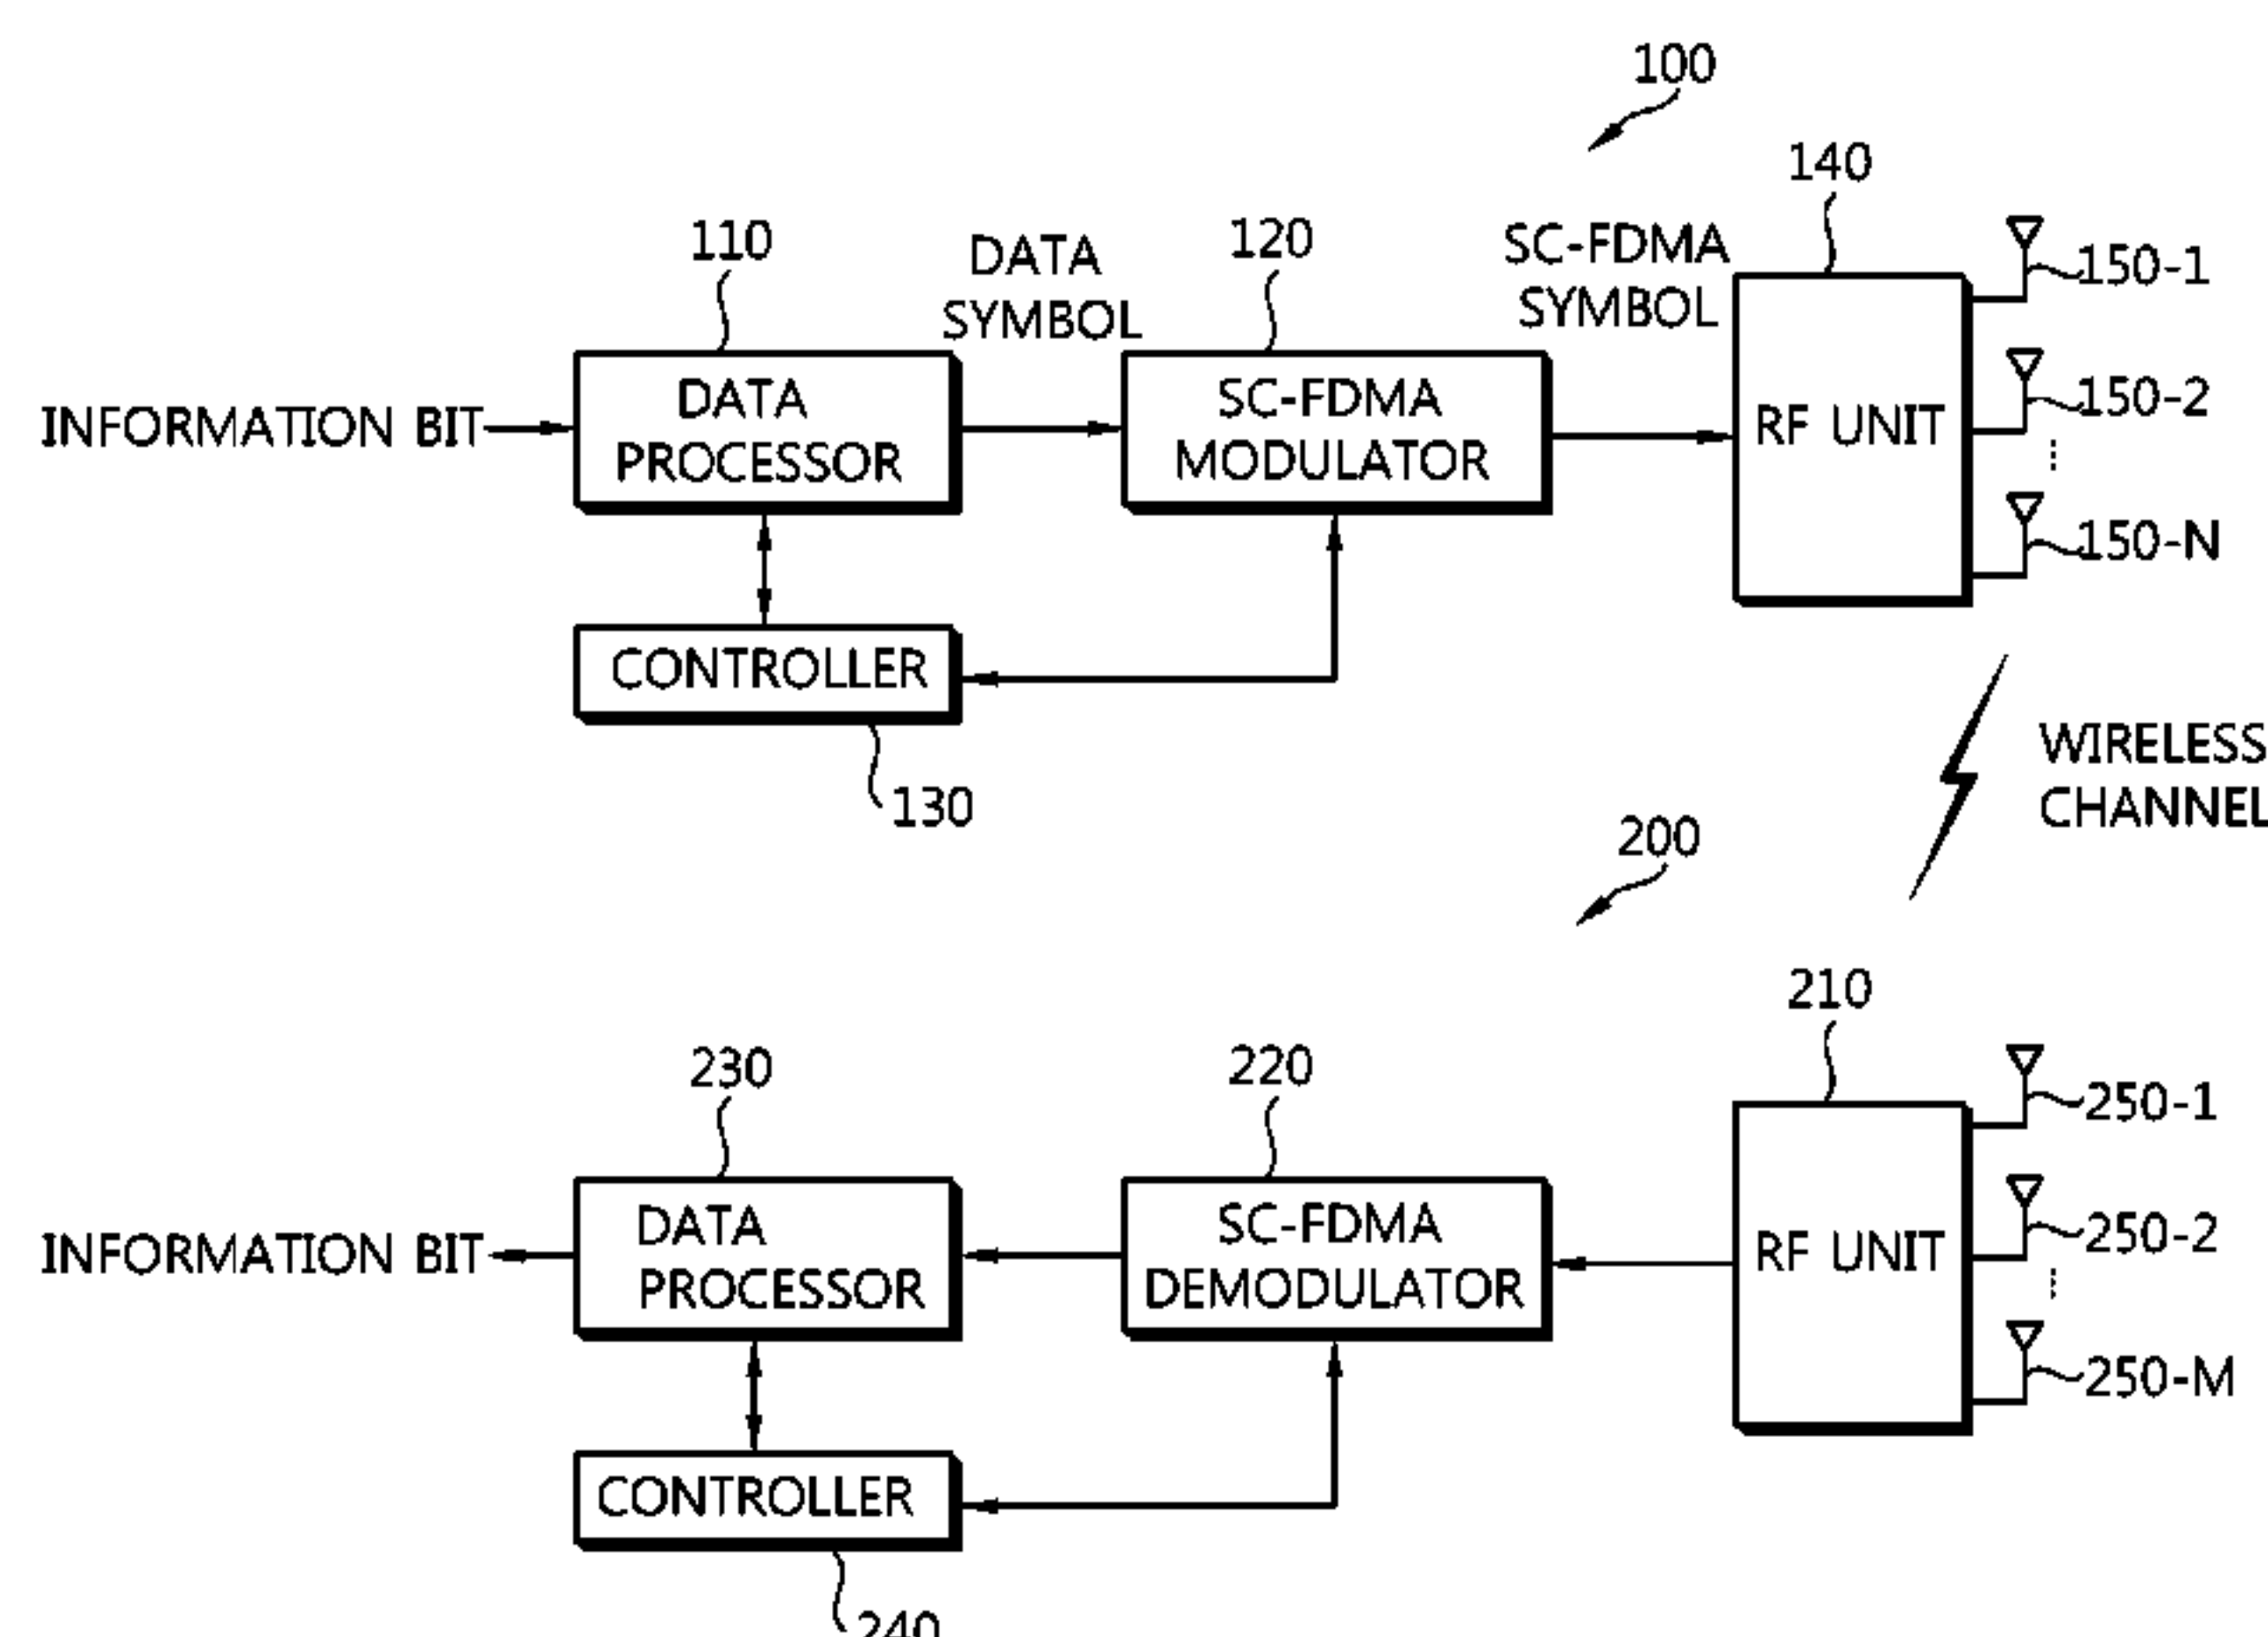 100
140
110
DATA
SYMBOL
120
SC-FDMA
SYMBOL
150-1
150-2
150-N
INFORMATION BIT
DATA
PROCESSOR
SC-FDMA
MODULATOR
RF UNIT
CONTROLLER
130
WIRELESS
CHANNEL
200
210
230
220
250-1
250-2
250-M
INFORMATION BIT
DATA
PROCESSOR
SC-FDMA
DEMODULATOR
RF UNIT
CONTROLLER
240